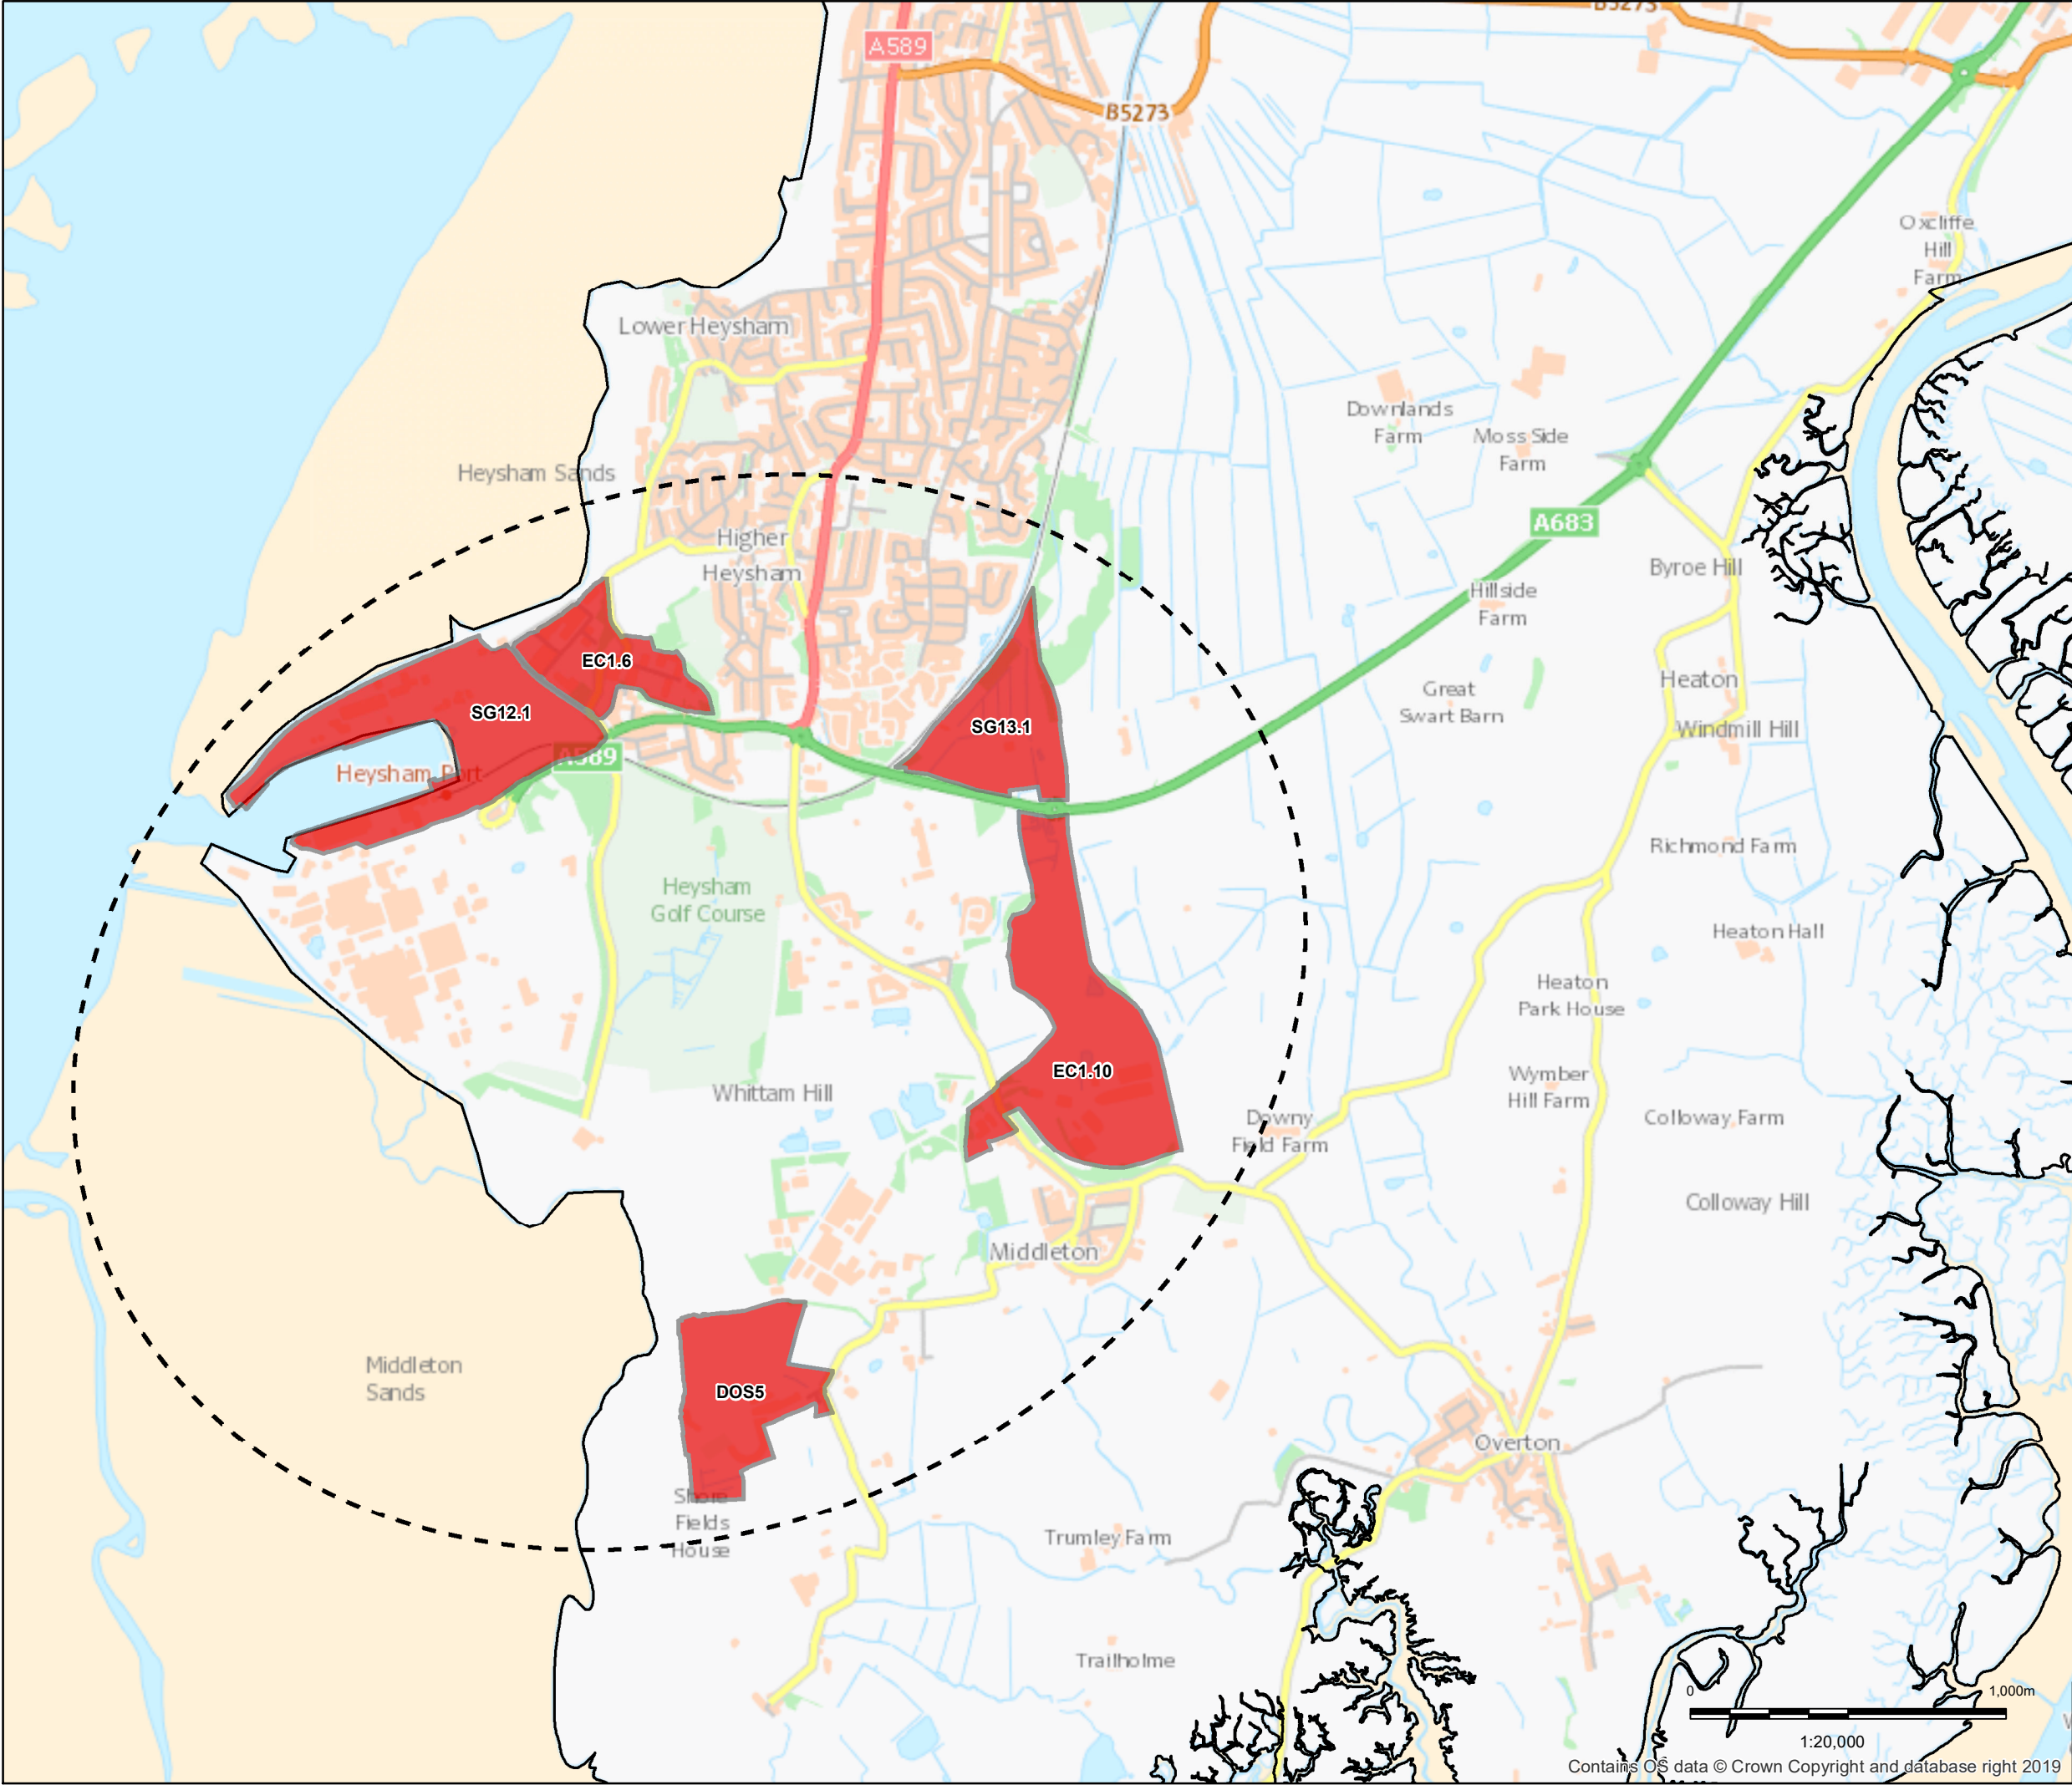 B5273
A589
B5273
Oxcliffe
Hill
Farm
Lower Heysham
Downlands
Farm
Moss Side
Farm
Heysham Sands
A683
Higher
Heysham
Byroe Hill
Hillside
Farm
EC1.6
Heaton
Great
Swart Barn
SG12.1
SG13.1
Windmill Hill
A589
Heysham Port
Richmond Farm
Heysham
Golf Course
Heaton Hall
Heaton
Park House
EC1.10
Whittam Hill
Wymber
Hill Farm
Downy
Field Farm
Colloway Farm
Colloway Hill
Middleton
Middleton
Sands
DOS5
Overton
Shore
Fields
House
Trumley Farm
Trailholme
0
1,000m
1:20,000
Contains OS data © Crown Copyright and database right 2019